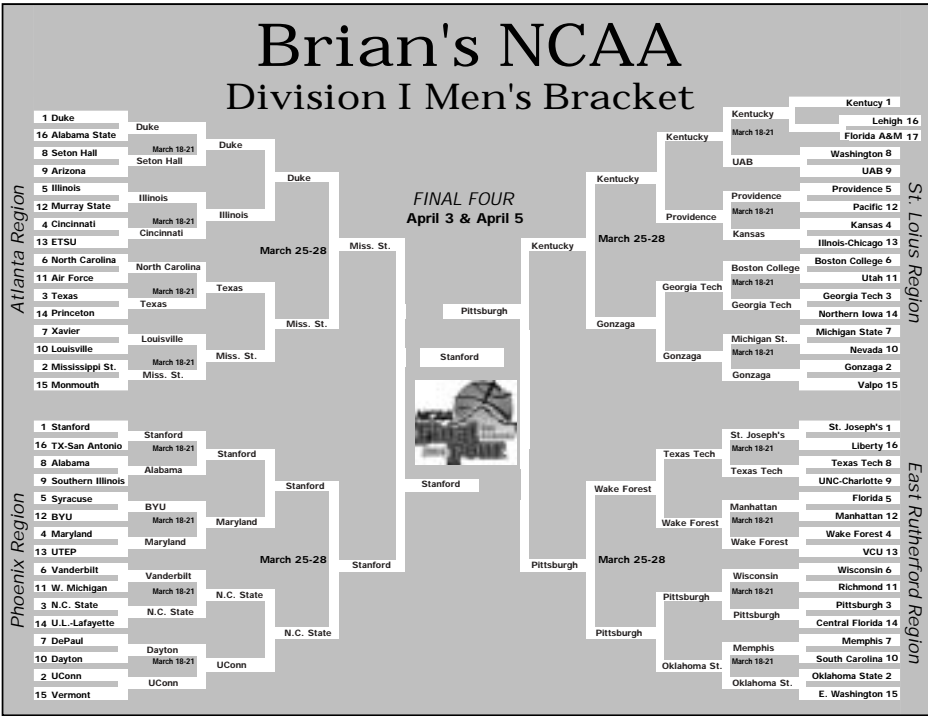 Brian's NCAA
Division I Men's Bracket
Atlanta Region
1 Duke
16 Alabama State
8 Seton Hall
9 Arizona
5 Illinois
12 Murray State
4 Cincinnati
13 ETSU
6 North Carolina
11 Air Force
3 Texas
14 Princeton
7 Xavier
10 Louisville
2 Mississippi St.
15 Monmouth
Duke
March 18-21
Seton Hall
Illinois
March 18-21
Cincinnati
North Carolina
March 18-21
Texas
Louisville
March 18-21
Miss. St.
Duke
Illinois
Texas
Miss. St.
Duke
March 25-28
Miss. St.
Miss. St.
Phoenix Region
1 Stanford
16 TX-San Antonio
8 Alabama
9 Southern Illinois
5 Syracuse
12 BYU
4 Maryland
13 UTEP
6 Vanderbilt
11 W. Michigan
3 N.C. State
14 U.L.-Lafayette
7 DePaul
10 Dayton
2 UConn
15 Vermont
Stanford
March 18-21
Alabama
BYU
March 18-21
Maryland
Vanderbilt
March 18-21
N.C. State
Dayton
March 18-21
UConn
Stanford
Maryland
N.C. State
UConn
Stanford
March 25-28
N.C. State
Stanford
FINAL FOUR
April 3 & April 5
Pittsburgh
Stanford
NCAA
Stanford
Kentucky
Kentucky
March 25-28
Gonzaga
Kentucky
Providence
Georgia Tech
Gonzaga
Kentucky
March 18-21
UAB
Providence
March 18-21
Kansas
Boston College
March 18-21
Georgia Tech
Michigan St.
March 18-21
Gonzaga
Kentucy 1
Lehigh 16
Florida A&M 17
Washington 8
UAB 9
Providence 5
Pacific 12
Kansas 4
Illnois-Chicago 13
Boston College 6
Utah 11
Georgia Tech 3
Northern Iowa 14
Michigan State 7
Nevada 10
Gonzaga 2
Valpo 15
St. Loius Region
Pittsburgh
Wake Forest
March 25-28
Pittsburgh
Texas Tech
Wake Forest
Pittsburgh
Oklahoma St.
St. Joseph's
March 18-21
Texas Tech
Manhattan
March 18-21
Wake Forest
Wisconsin
March 18-21
Pittsburgh
Memphis
March 18-21
Oklahoma St.
St. Joseph's 1
Liberty 16
Texas Tech 8
UNC-Charlotte 9
Florida 5
Manhattan 12
Wake Forest 4
VCU 13
Wisconsin 6
Richmond 11
Pittsburgh 3
Central Florida 14
Memphis 7
South Carolina 10
Oklahoma State 2
E. Washington 15
East Rutherford Region